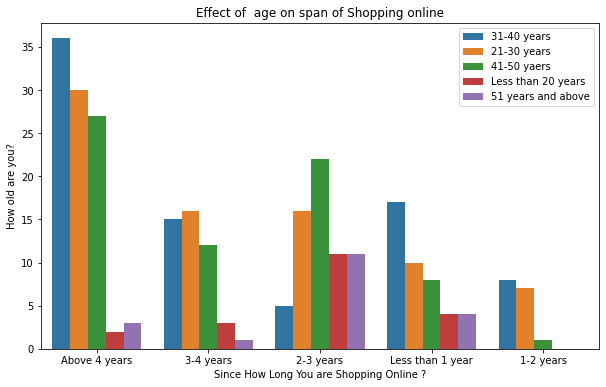 Effect of  age on span of Shopping online
31-40 years
21-30 years
41-50 yaers
Less than 20 years
51 years and above
How old are you?
35
30
25
20
15
10
5
0
Above 4 years
3-4 years
2-3 years
Less than 1 year
1-2 years
Since How Long You are Shopping Online ?